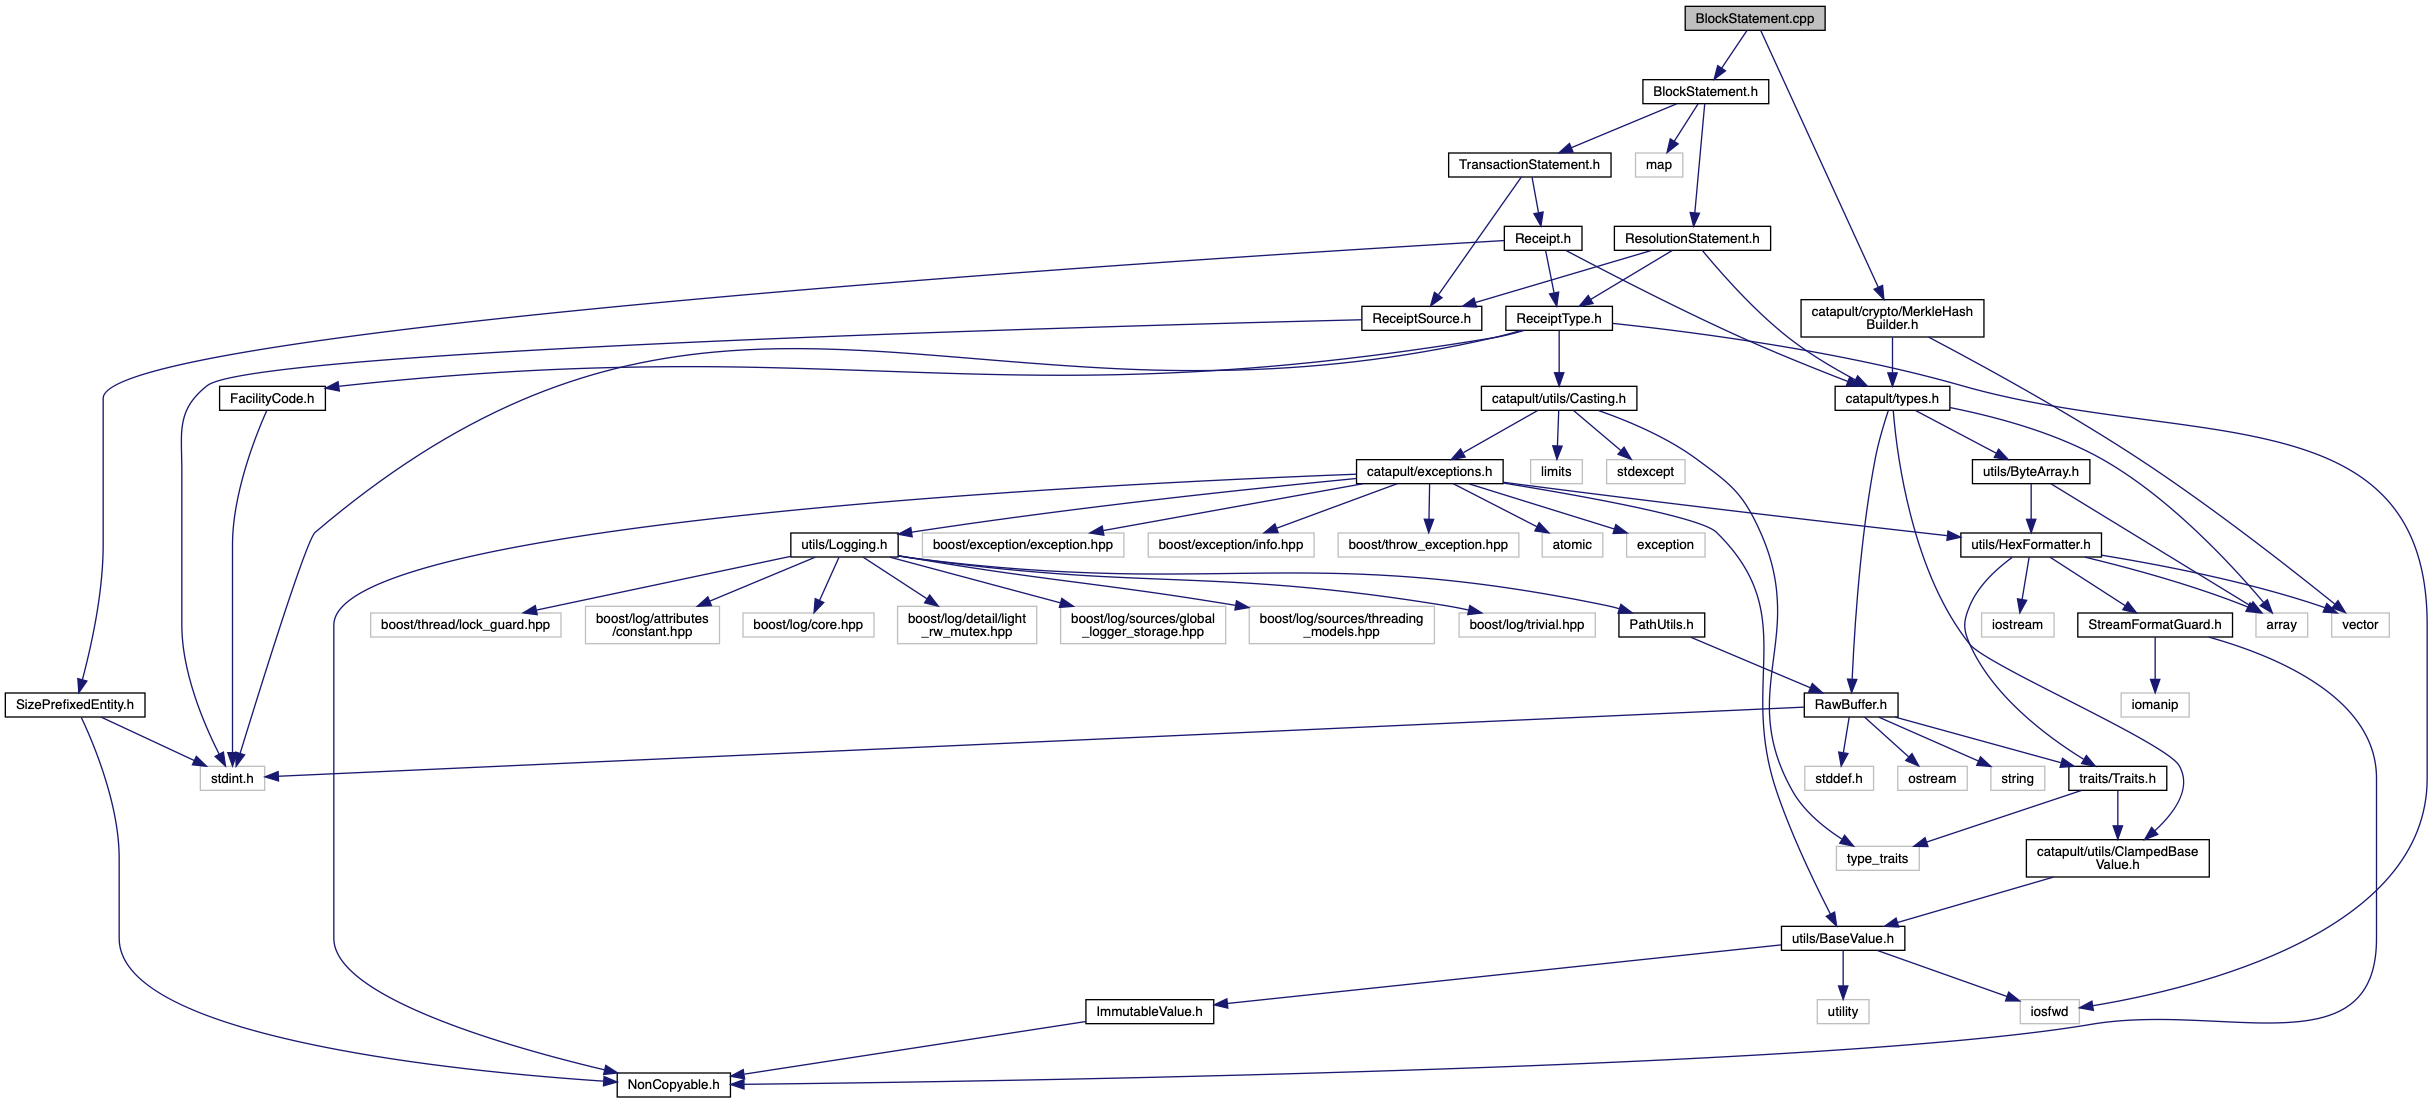 BlockStatement.cpp
BlockStatement.h
TransactionStatement.h
map
Receipt.h
ResolutionStatement.h
ReceiptSource.h
ReceiptType.h
catapult/crypto/MerkleHash
Builder.h
FacilityCode.h
catapult/utils/Casting.h
catapult/types.h
catapult/exceptions.h
limits
stdexcept
utils/ByteArray.h
utils/Logging.h
boost/exception/exception.hpp
boost/exception/info.hpp
boost/throw_exception.hpp
atomic
exception
utils/HexFormatter.h
boost/thread/lock_guard.hpp
boost/log/attributes
/constant.hpp
boost/log/core.hpp
boost/log/detail/light
_rw_mutex.hpp
boost/log/sources/global
_logger_storage.hpp
boost/log/sources/threading
_models.hpp
boost/log/trivial.hpp
PathUtils.h
iostream
StreamFormatGuard.h
array
vector
SizePrefixedEntity.h
RawBuffer.h
iomanip
stdint.h
stddef.h
ostream
string
traits/Traits.h
type_traits
catapult/utils/ClampedBase
Value.h
utils/BaseValue.h
ImmutableValue.h
utility
iosfwd
NonCopyable.h